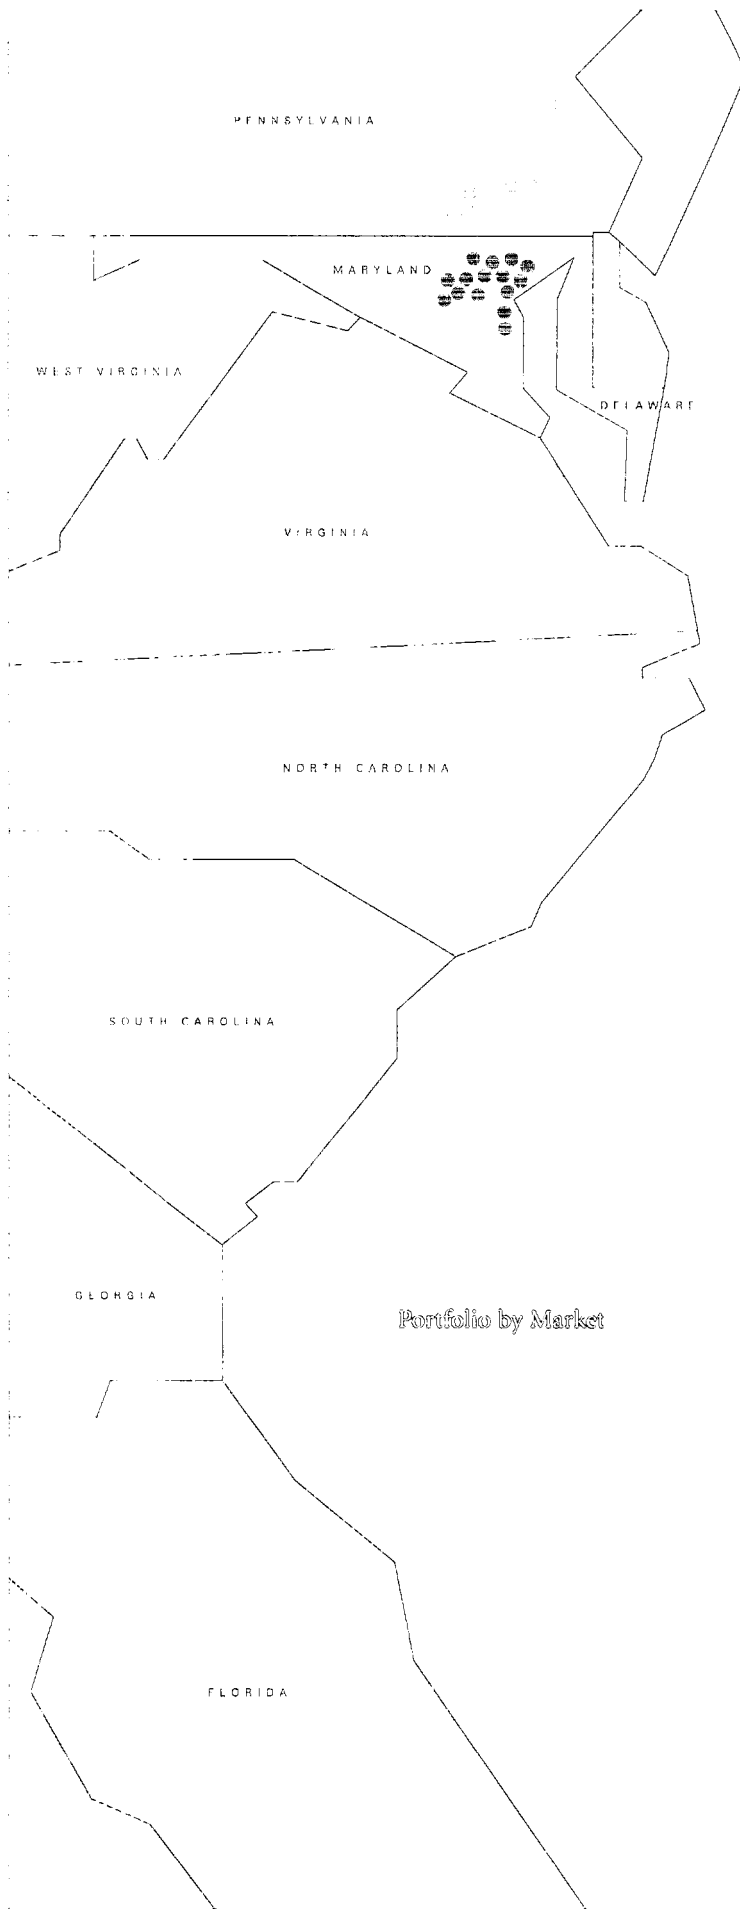 PENNSYLVANIA
MARYLAND
WEST VIRGINIA
DELAWARE
VIRGINIA
NORTH CAROLINA
SOUTH CAROLINA
GEORGIA
Portfolio by Market
FLORIDA